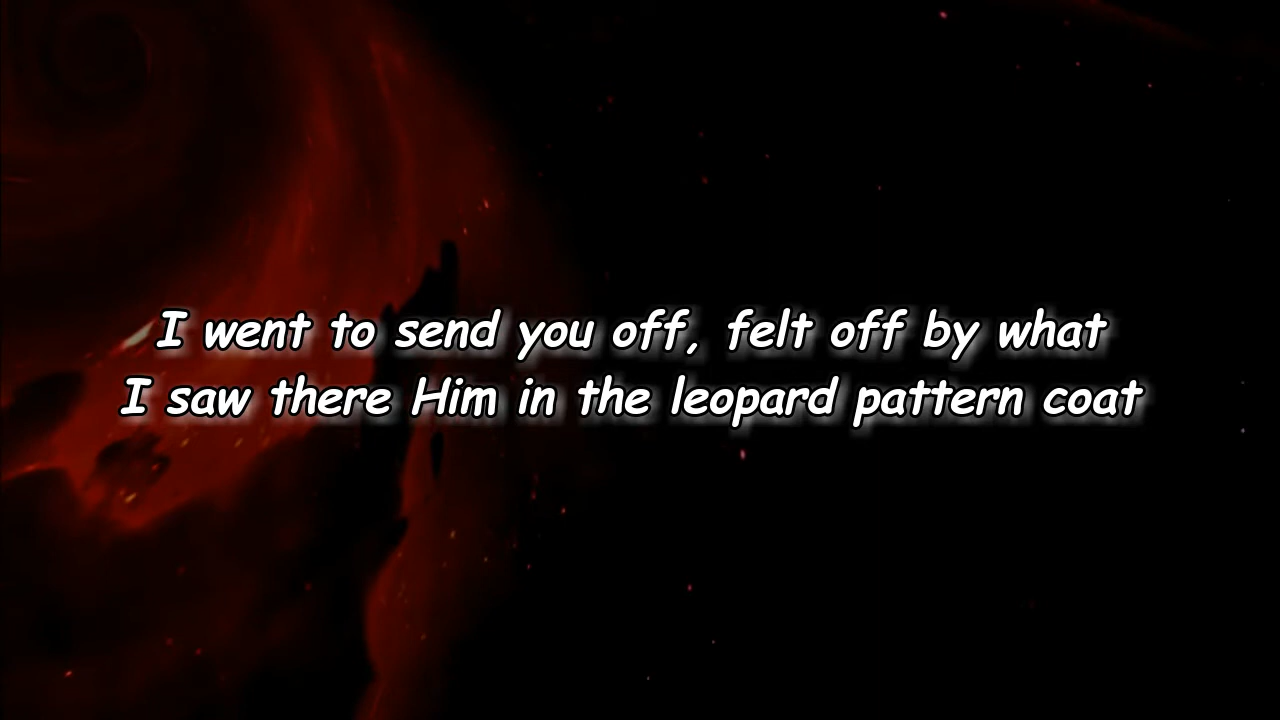 I went to send you off, felt off by what
I saw there Him in the leopard pattern coat